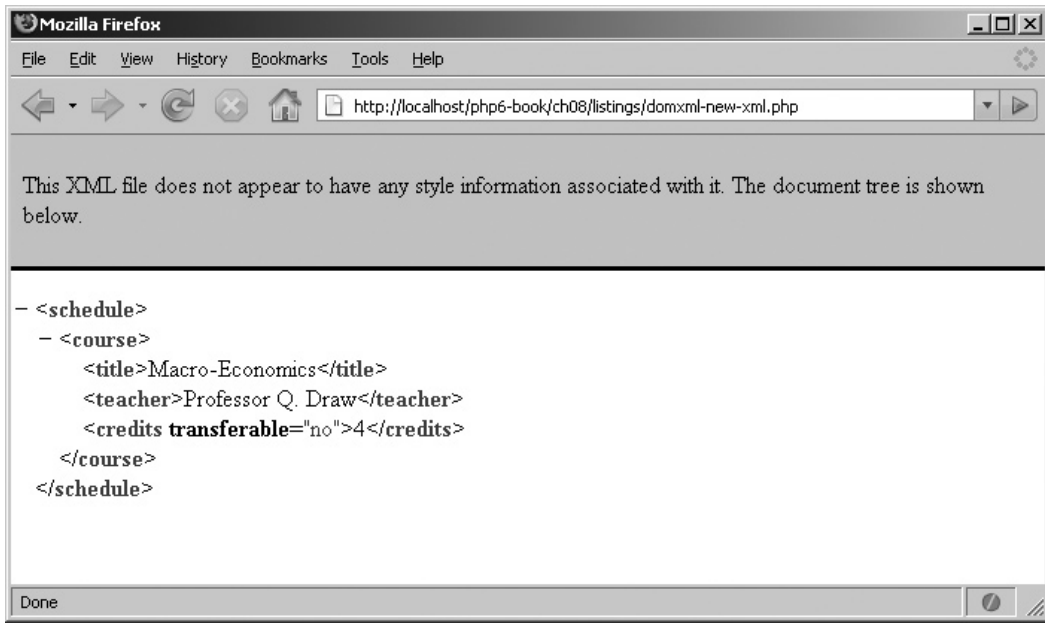 Mozilla Firefox
File Edit View History Bookmarks Tools Help
http://localhost/php6-book/ch08/listings/domxml-new-xml.php
This XML file does not appear to have any style information associated with it. The document tree is shown
below.
− <schedule>
− <course>
<title>Macro-Economics</title>
<teacher>Professor Q. Draw</teacher>
<credits transferable="no">4</credits>
</course>
</schedule>
Done